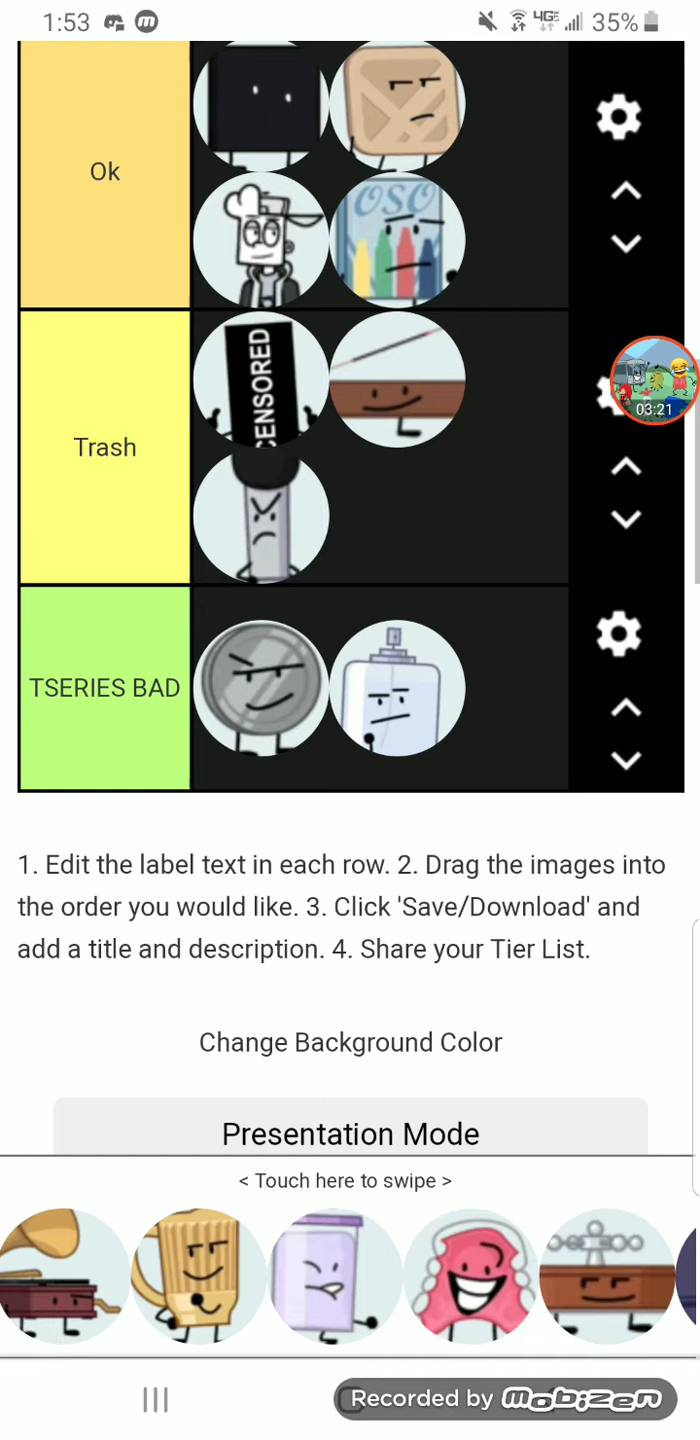 1:53
4GE 35%
Ok
OSO
CENSORED
Trash
03:21
TSERIES BAD
1. Edit the label text in each row. 2. Drag the images into
the order you would like. 3. Click 'Save/Download' and
add a title and description. 4. Share your Tier List.
Change Background Color
Presentation Mode
< Touch here to swipe >
Recorded by mobizen